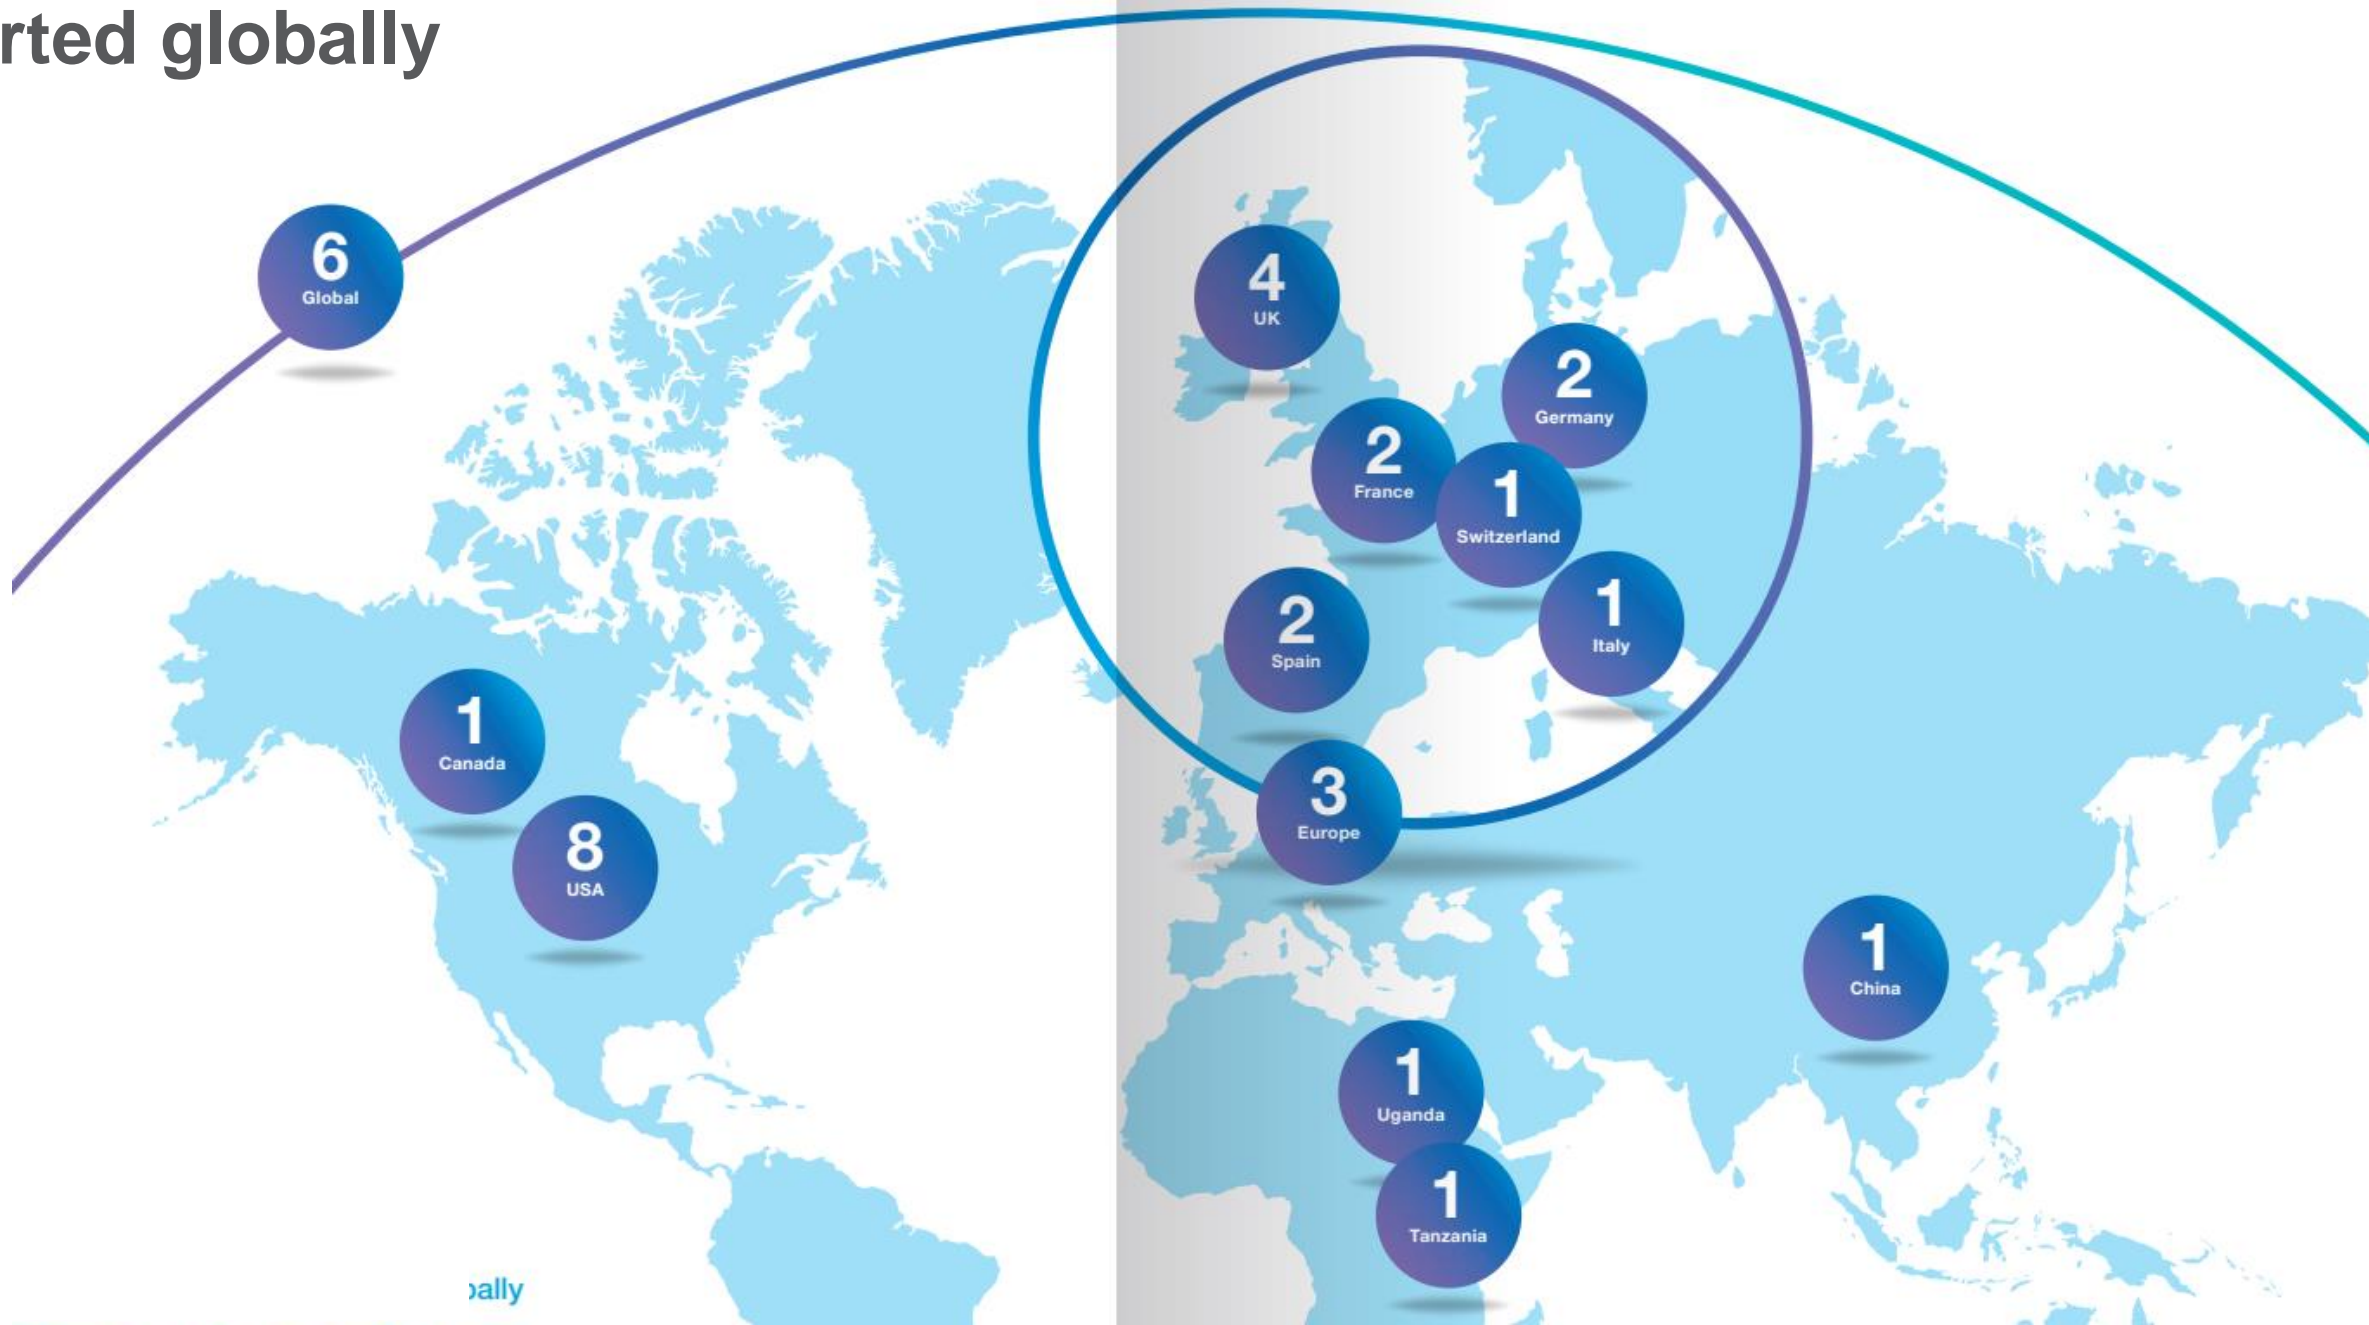 rted globally
6
Global
4
UK
2
Germany
2
France
1
Switzerland
1
Italy
2
Spain
1
Canada
3
Europe
8
USA
1
China
1
Uganda
1
Tanzania
bally